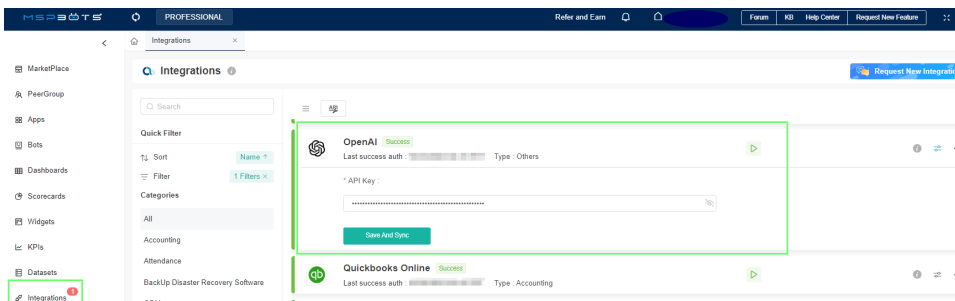 MSPBOTS
PROFESSIONAL
Refer and Earn
Forum
KB
Help Center
Request New Feature
Integrations ×
MarketPlace
PeerGroup
Apps
Bots
Dashboards
Scorecards
Widgets
KPIs
Datasets
Integrations 1
Integrations
Request New Integratio
Search
Quick Filter
Sort
Name
Filter
1 Filters ×
Categories
All
Accounting
Attendance
BackUp Disaster Recovery Software
OpenAI Success
Last success auth : Type : Others
* API Key :
Save And Sync
Quickbooks Online Success
Last success auth : Type : Accounting